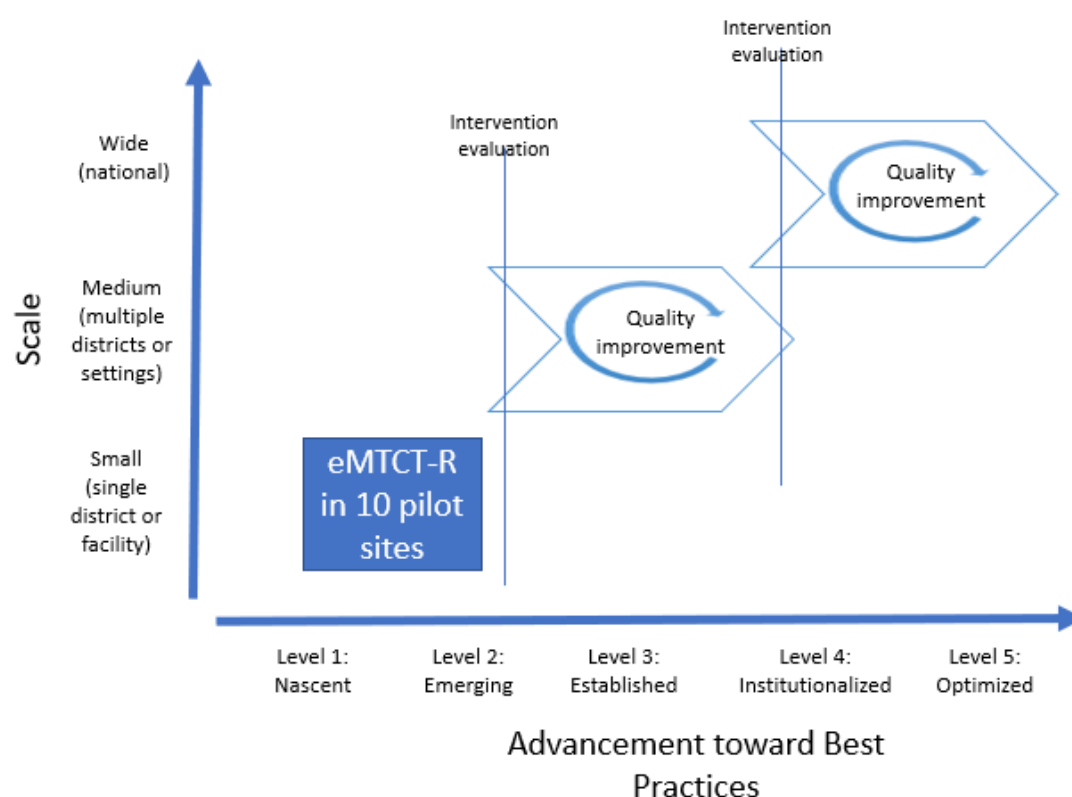 Intervention
evaluation
Intervention
evaluation
Wide
(national)
Quality
improvement
Scale
Medium
(multiple
districts or
settings)
Quality
improvement
Small
(single
district or
facility)
eMTCT-R
in 10 pilot
sites
Level 1:
Nascent
Level 2:
Emerging
Level 3:
Established
Level 4:
Institutionalized
Level 5:
Optimized
Advancement toward Best
Practices